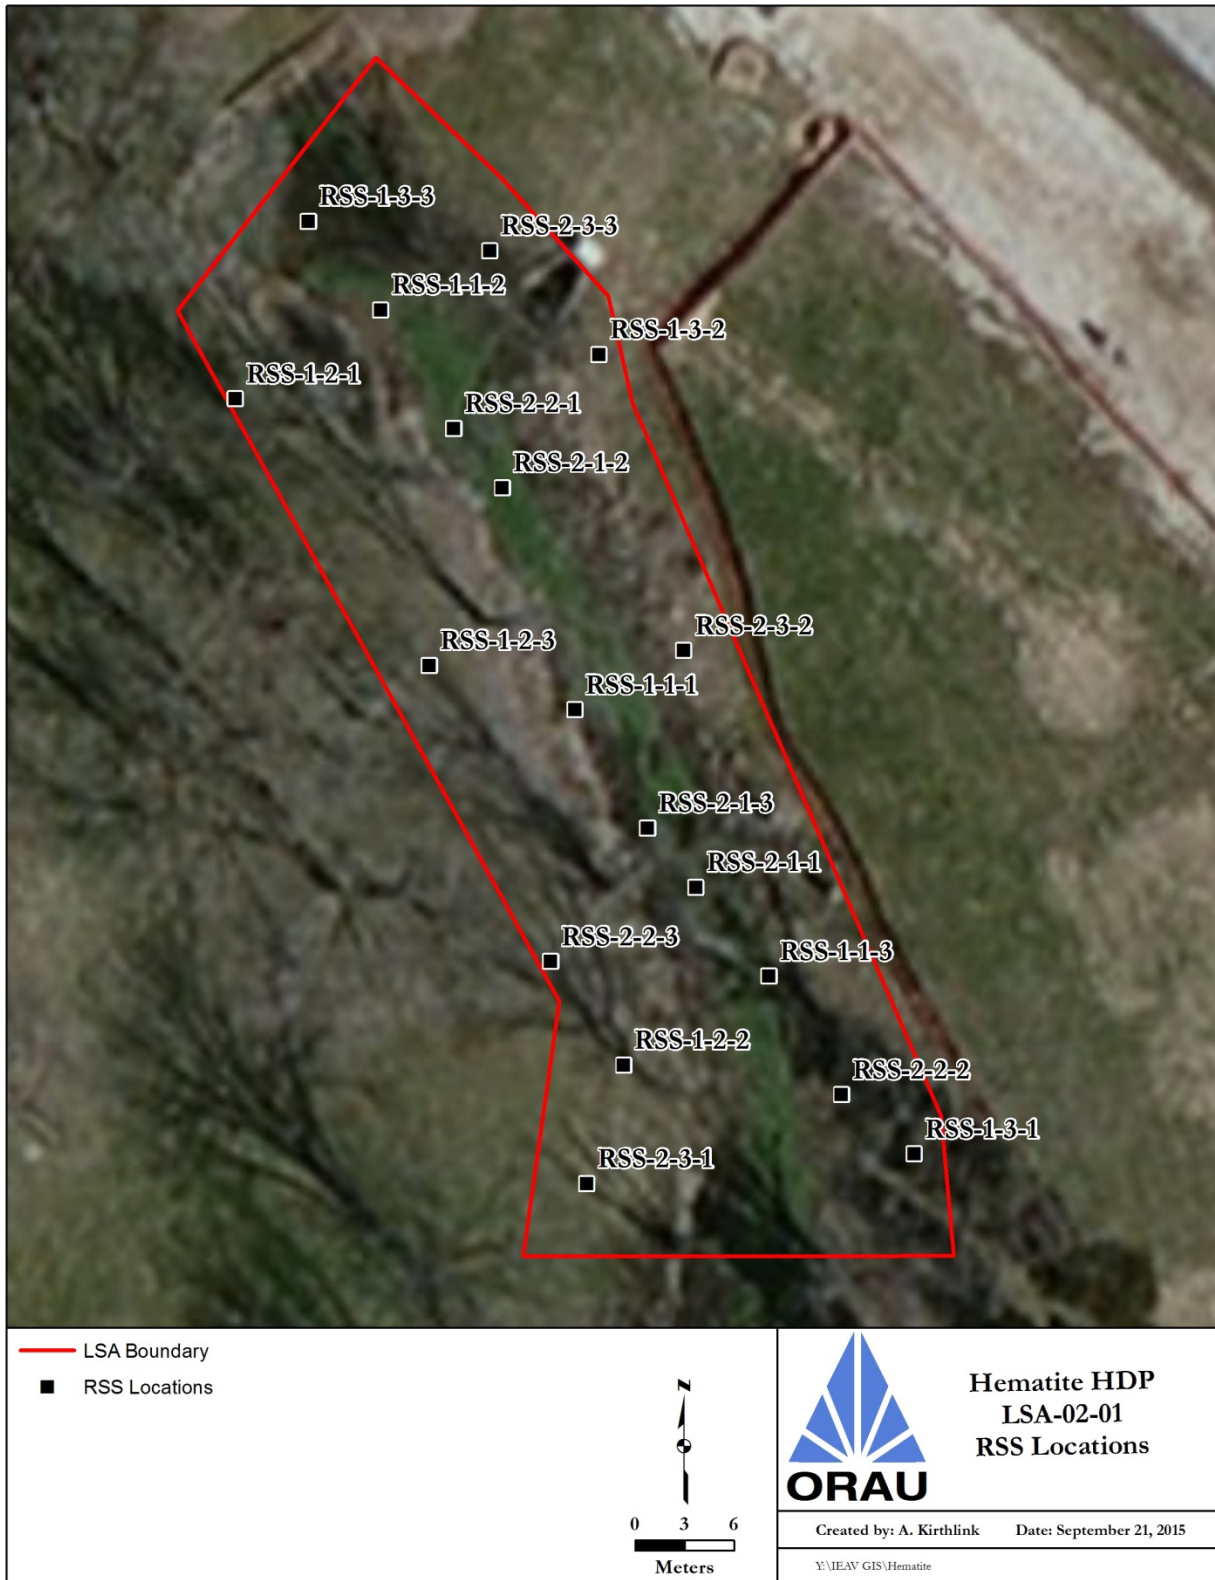 RSS-1-3-3
RSS-2-3-3
RSS-1-1-2
RSS-1-3-2
RSS-1-2-1
RSS-2-2-1
RSS-2-1-2
RSS-2-3-2
RSS-1-2-3
RSS-1-1-1
RSS-2-1-3
RSS-2-1-1
RSS-2-2-3
RSS-1-1-3
RSS-1-2-2
RSS-2-2-2
RSS-1-3-1
RSS-2-3-1
LSA Boundary
RSS Locations
N
0 3 6
Meters
ORAU
Hematite HDP
LSA-02-01
RSS Locations
Created by: A. Kirthlink Date: September 21, 2015
Y:\IEAV GIS\Hematite